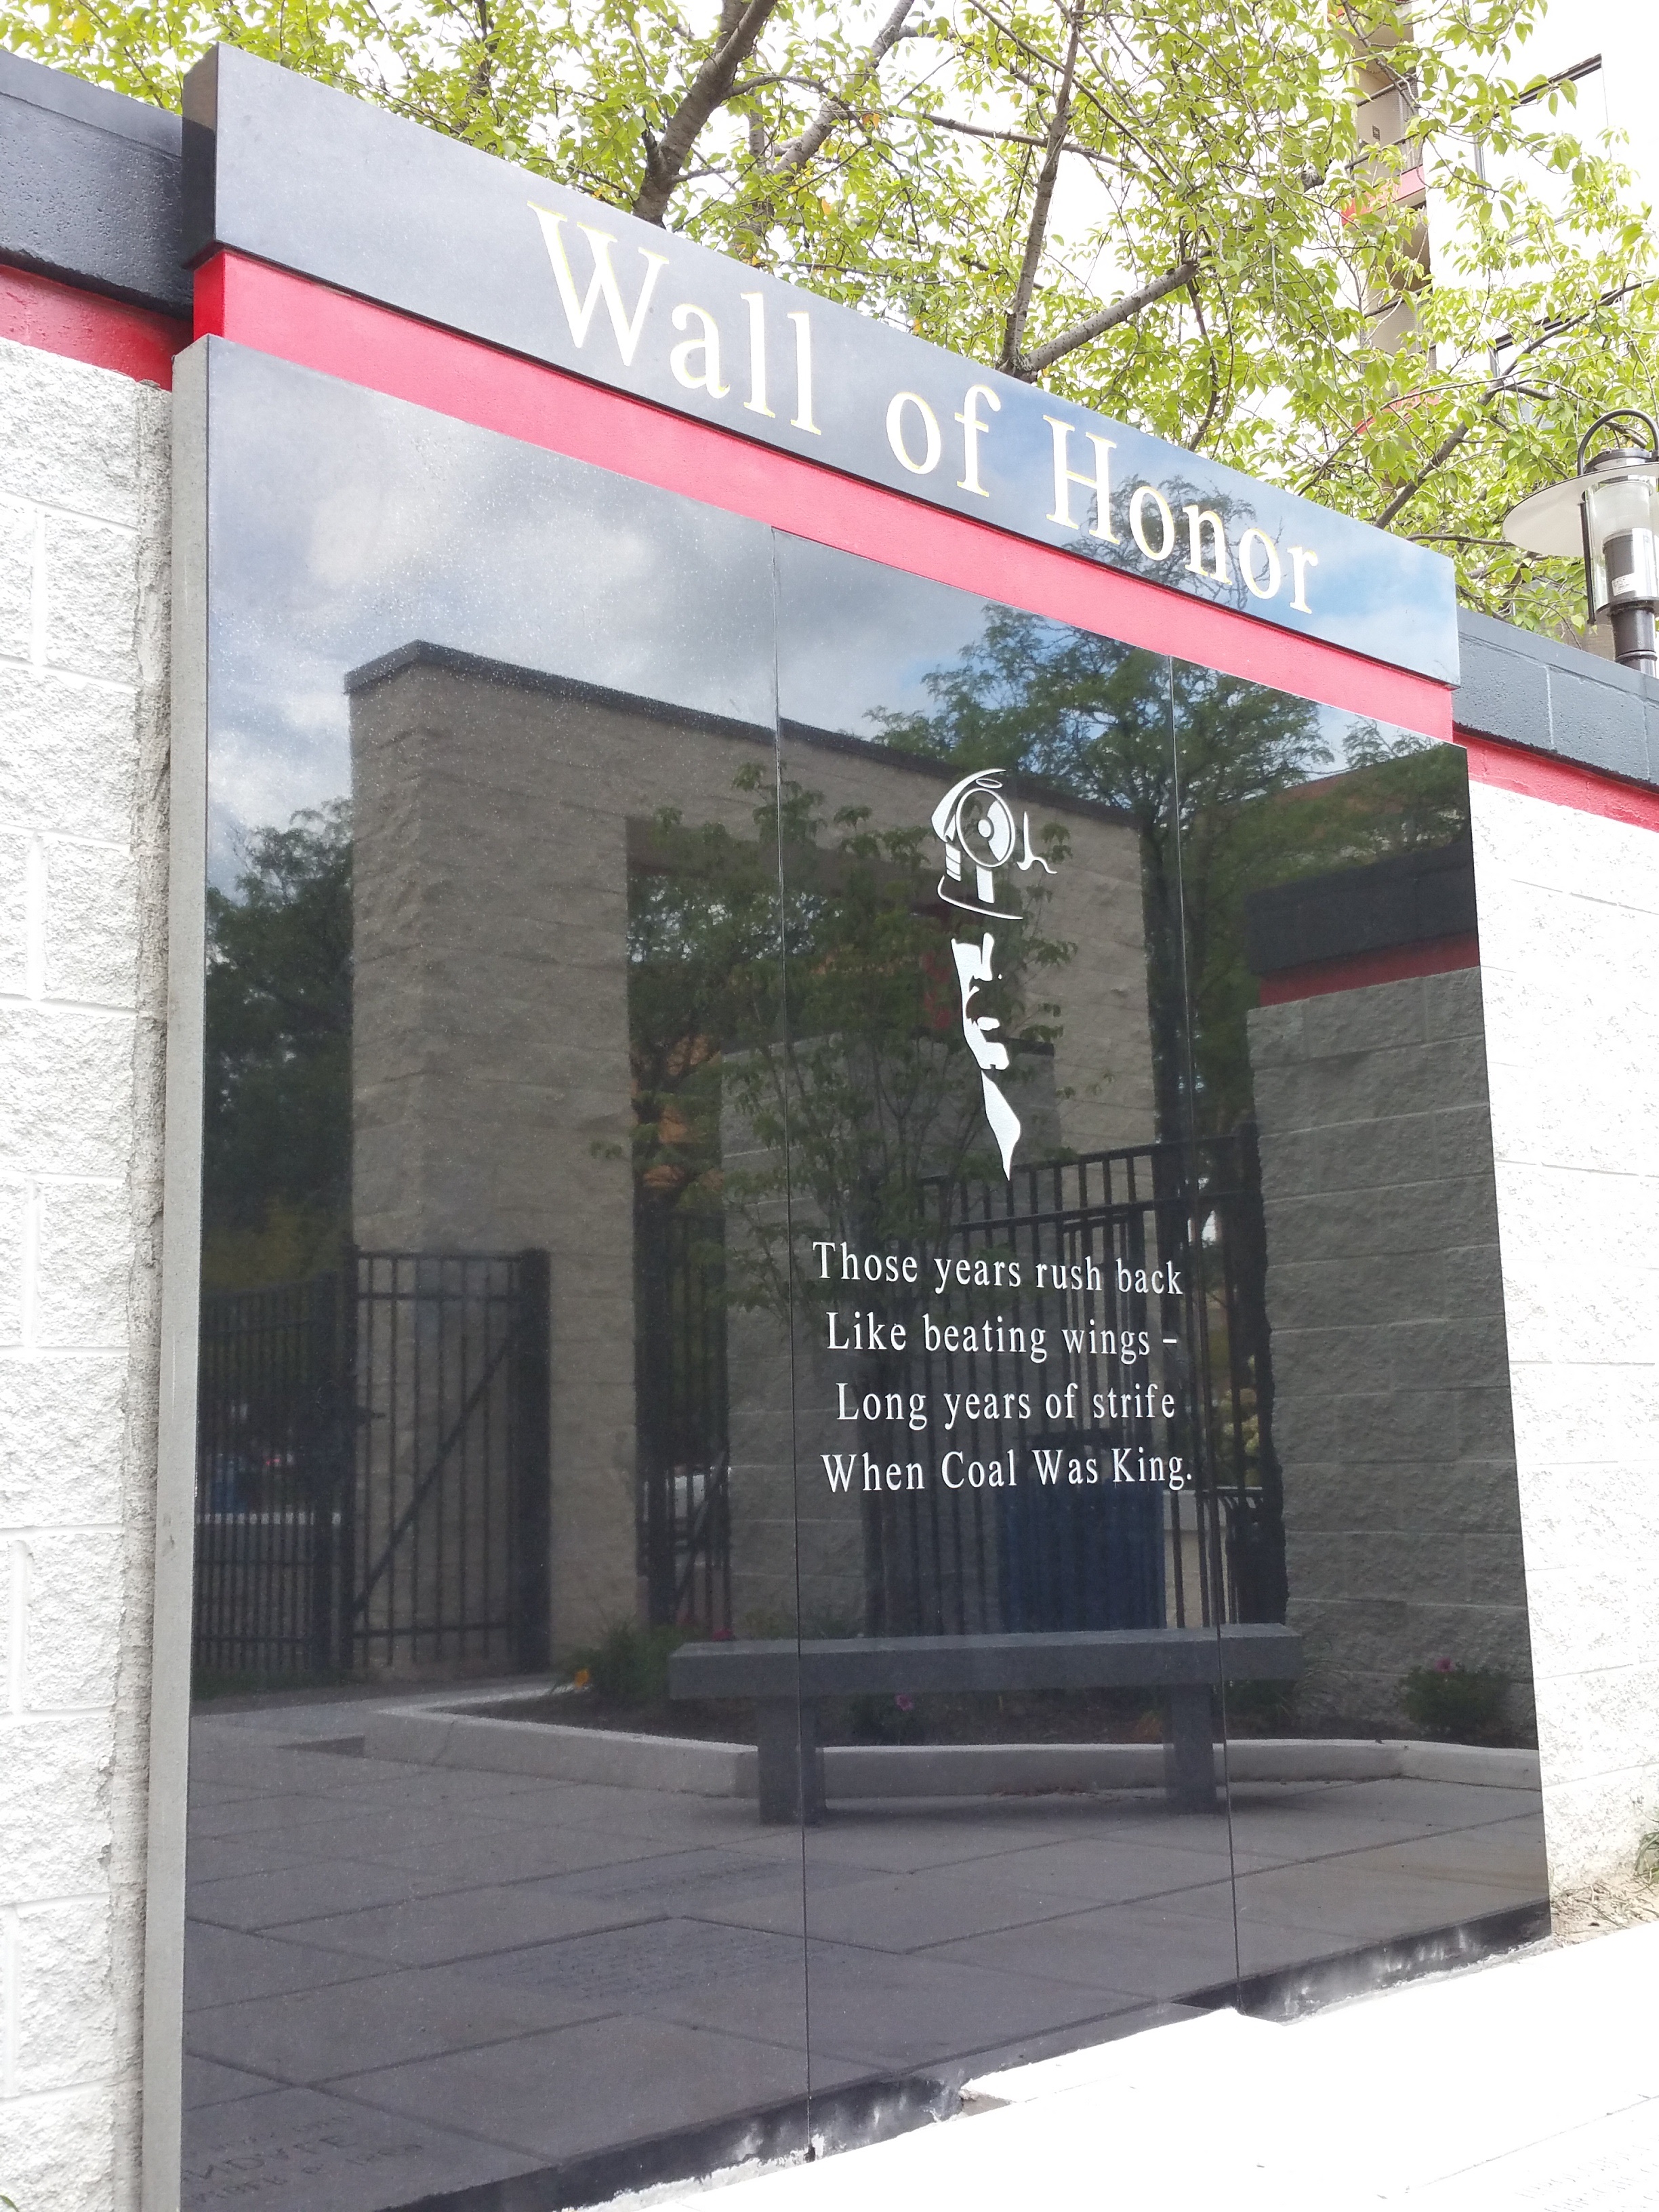 Wall of Honor
Those years rush back
Like beating wings –
Long years of strife
When Coal Was King.